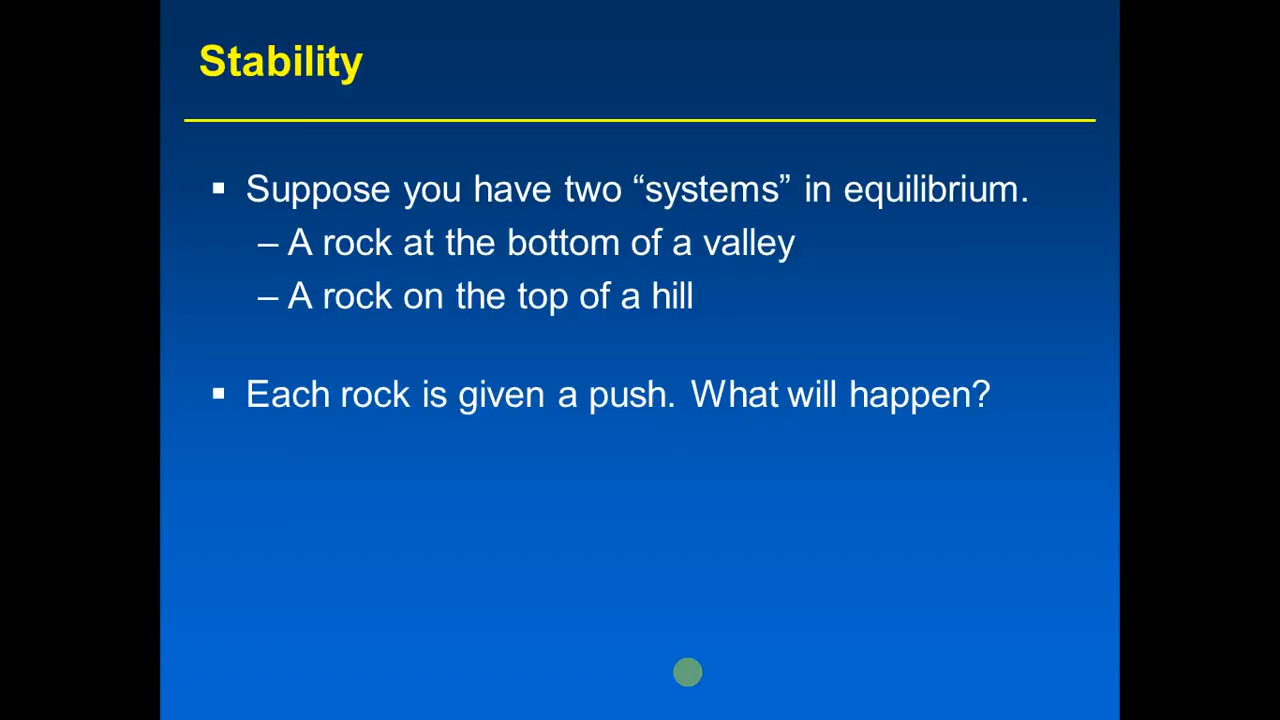 Stability
▪ Suppose you have two “systems” in equilibrium.
– A rock at the bottom of a valley
– A rock on the top of a hill
▪ Each rock is given a push. What will happen?